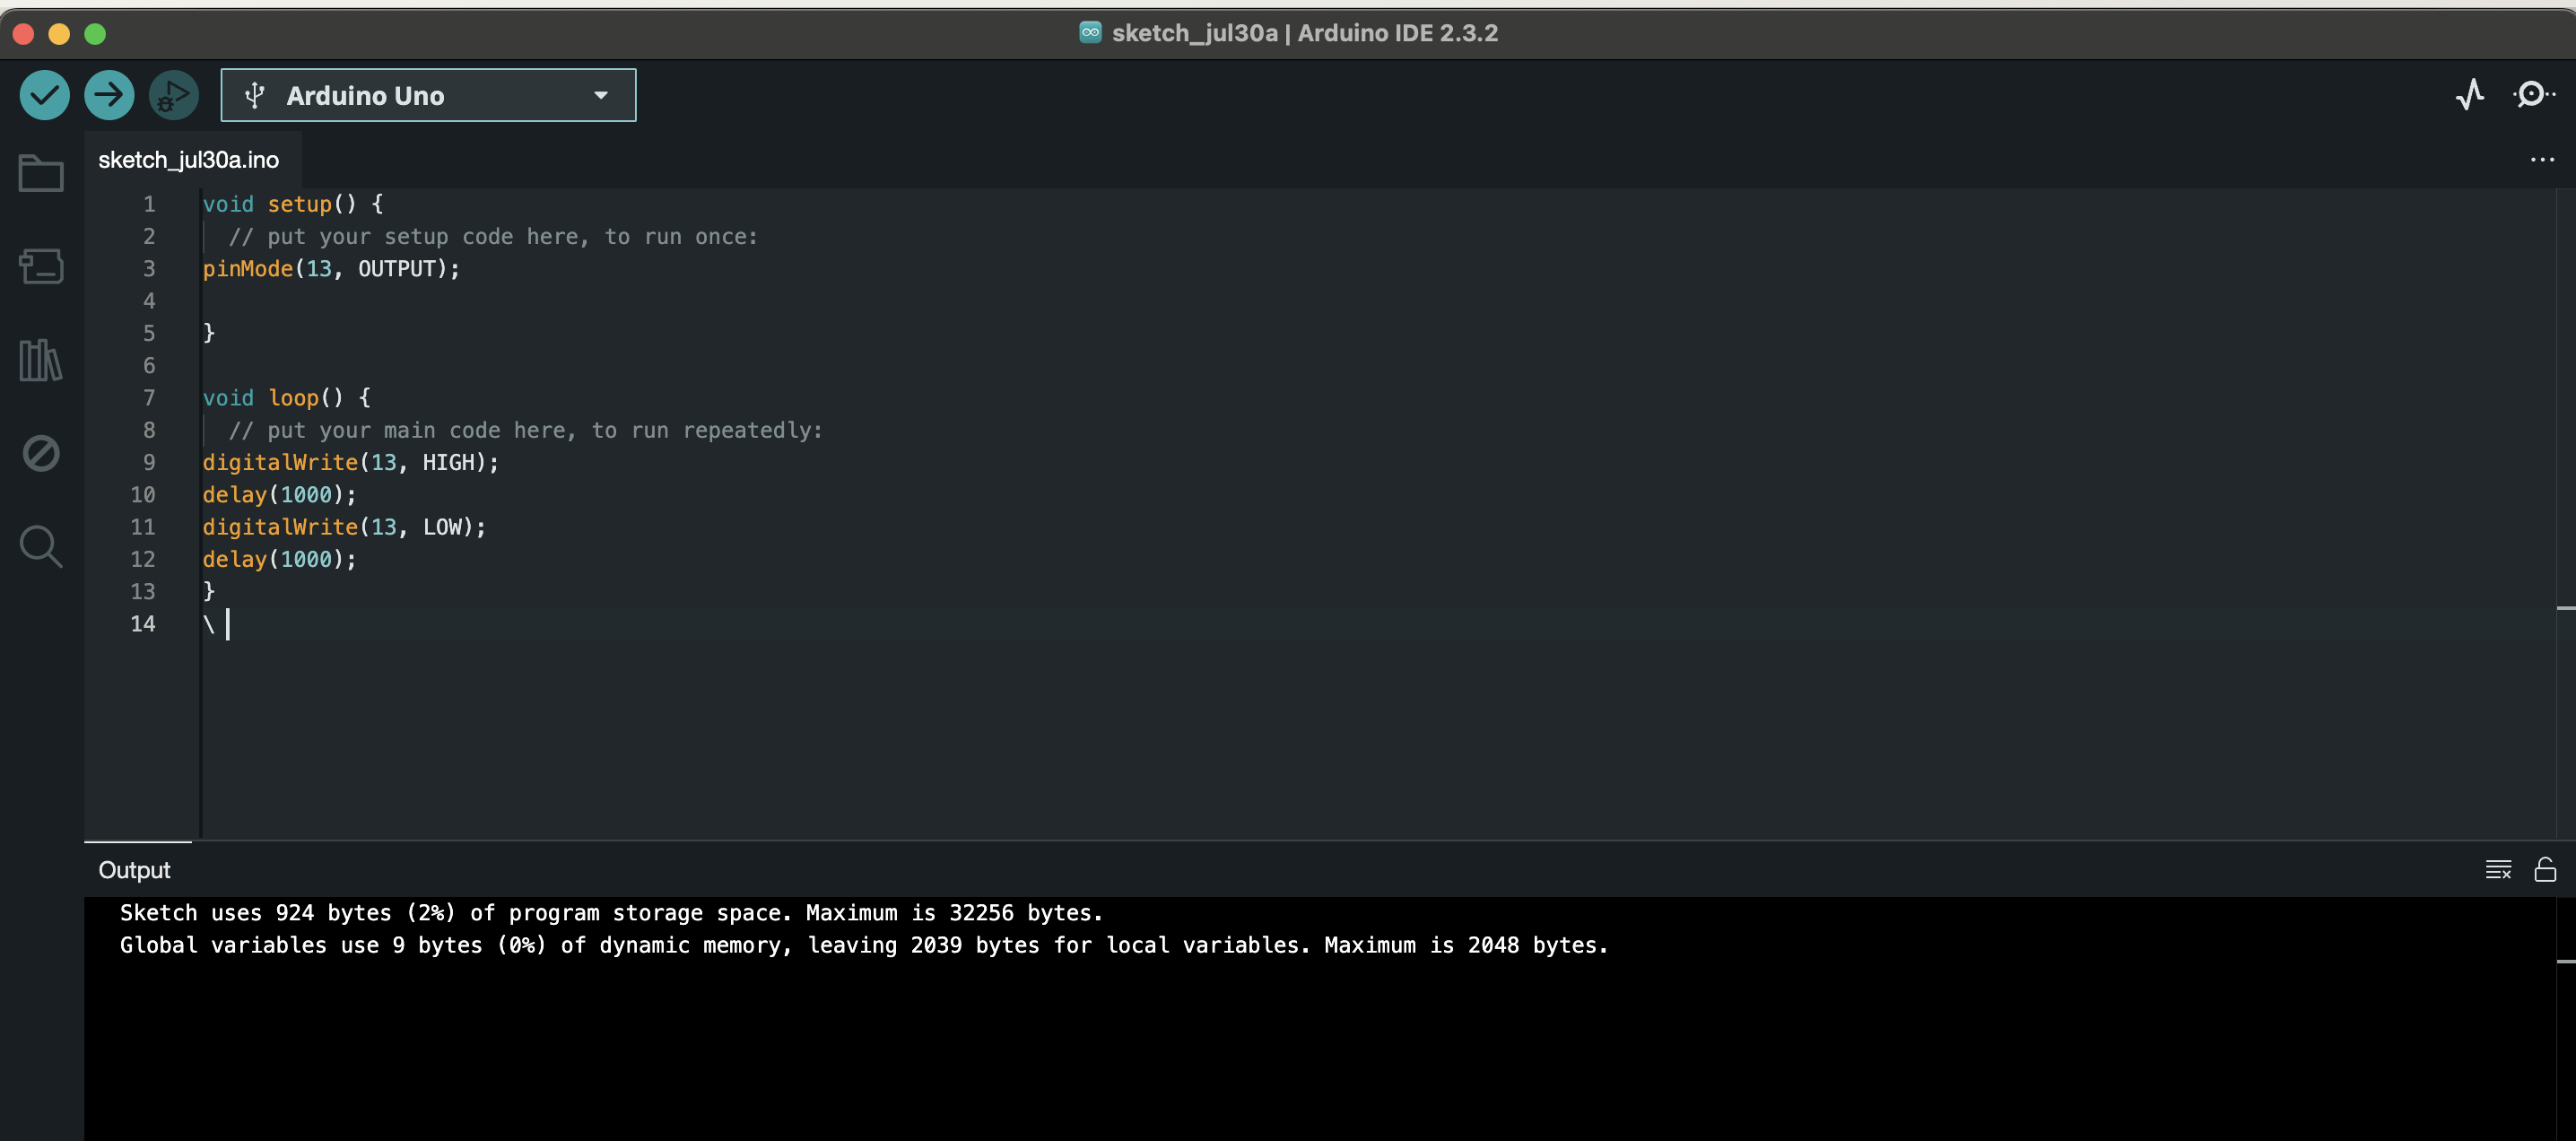 sketch_jul30a | Arduino IDE 2.3.2
Arduino Uno
sketch_jul30a.ino
1 void setup() {
2   // put your setup code here, to run once:
3 pinMode(13, OUTPUT);
4
5 }
6
7 void loop() {
8   // put your main code here, to run repeatedly:
9 digitalWrite(13, HIGH);
10 delay(1000);
11 digitalWrite(13, LOW);
12 delay(1000);
13 }
14 \
Output
Sketch uses 924 bytes (2%) of program storage space. Maximum is 32256 bytes.
Global variables use 9 bytes (0%) of dynamic memory, leaving 2039 bytes for local variables. Maximum is 2048 bytes.